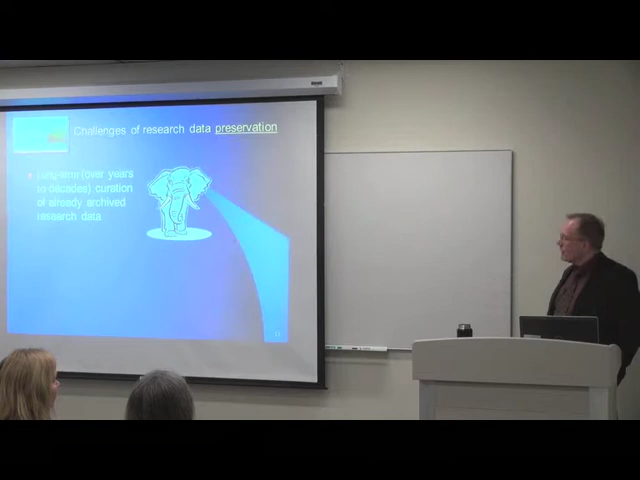 Challenges of research data preservation
Long-term (over years
to decades) curation
of already archived
research data